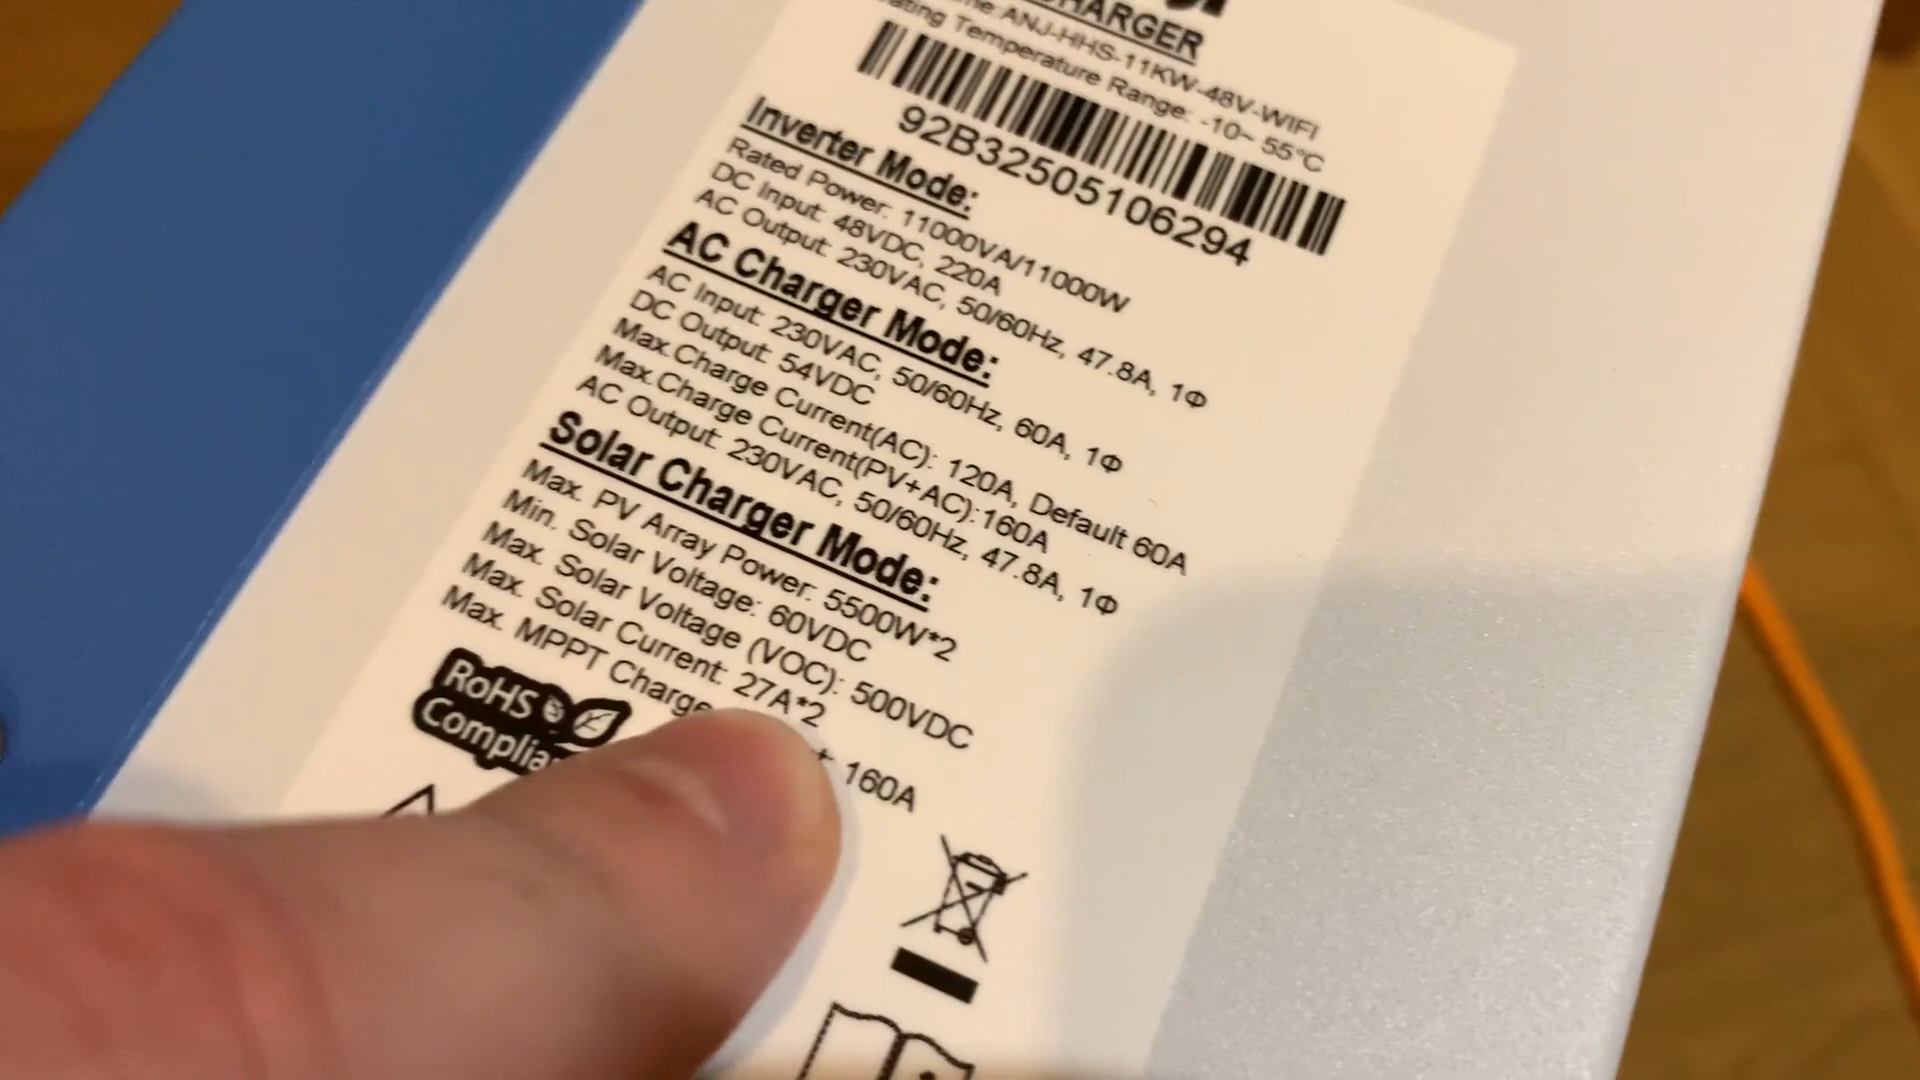 CHARGER
ANJ-HHS-11KW-48V-WIFI
Temperature Range: -10~ 55°C
92B32505106294
Inverter Mode:
Rated Power: 11000VA/11000W
DC Input: 48VDC, 220A
AC Output: 230VAC, 50/60Hz, 47.8A, 1Φ
AC Charger Mode:
AC Input: 230VAC, 50/60Hz, 60A, 1Φ
DC Output: 54VDC
Max.Charge Current(AC): 120A, Default 60A
Max.Charge Current(PV+AC):160A
AC Output: 230VAC, 50/60Hz, 47.8A, 1Φ
Solar Charger Mode:
Max. PV Array Power: 5500W*2
Min. Solar Voltage: 60VDC
Max. Solar Voltage (VOC): 500VDC
Max. Solar Current: 27A*2
Max. MPPT Charge 160A
RoHS